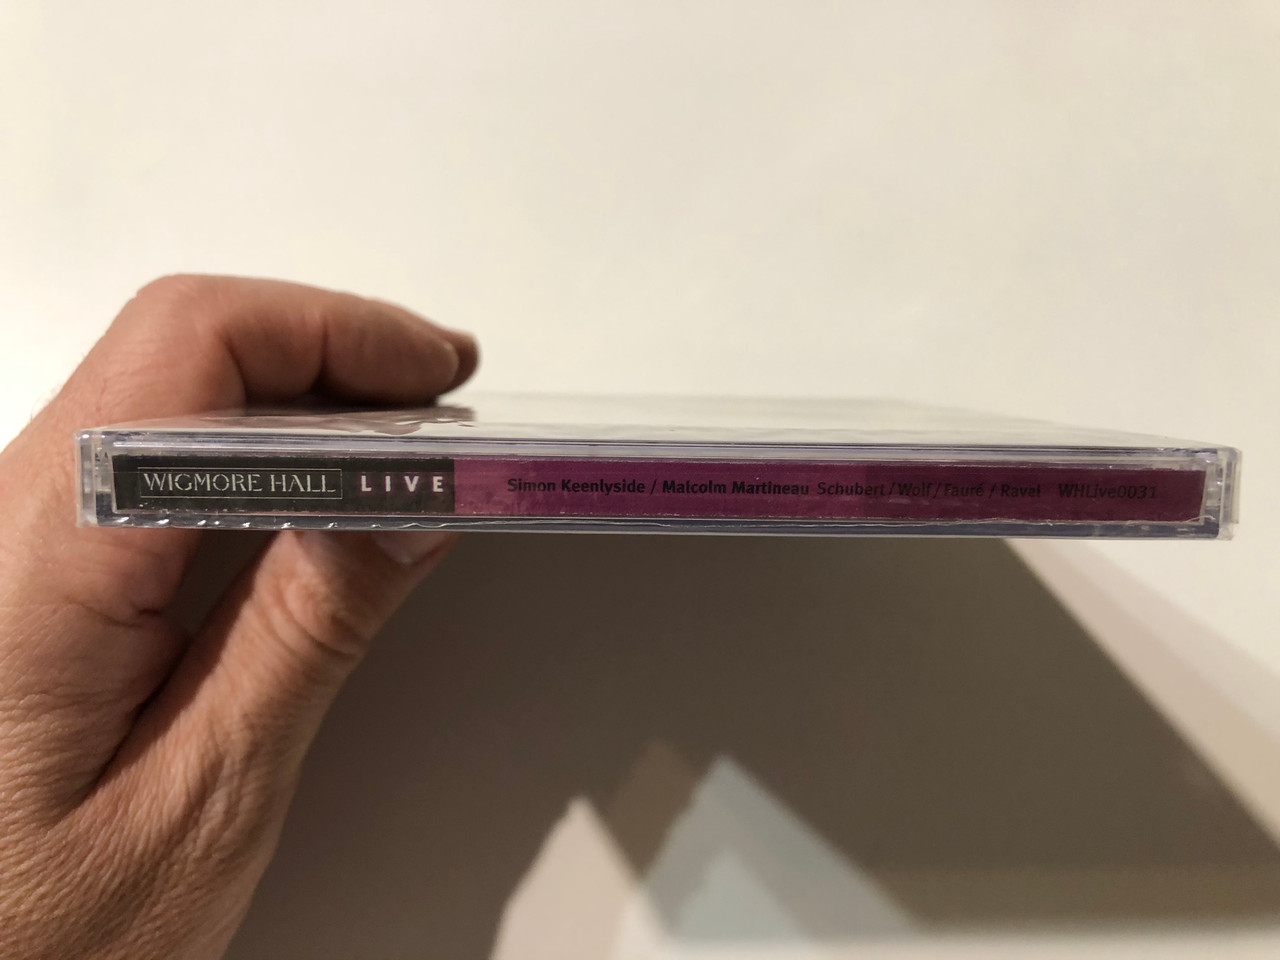 WIGMORE HALL LIVE Simon Keenlyside / Malcolm Martineau Schubert / Wolf / Fauré / Ravel WHLive0031